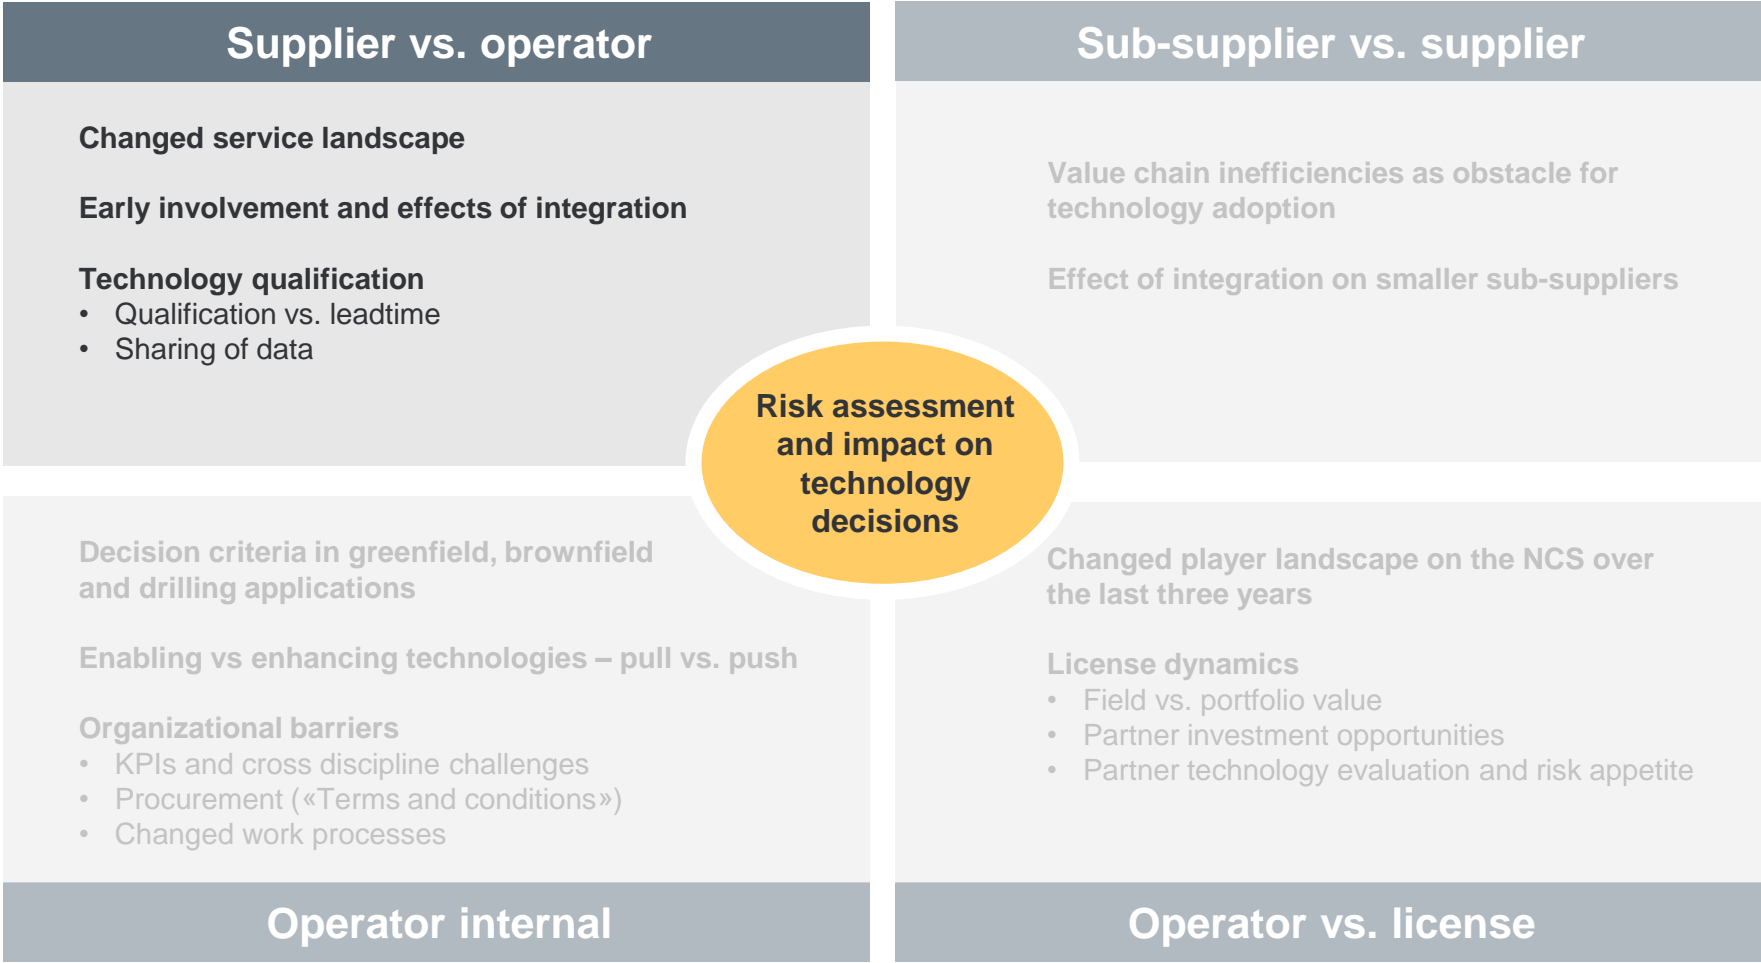 Supplier vs. operator
Changed service landscape
Early involvement and effects of integration
Technology qualification
• Qualification vs. leadtime
• Sharing of data
Sub-supplier vs. supplier
Value chain inefficiencies as obstacle for
technology adoption
Effect of integration on smaller sub-suppliers
Risk assessment
and impact on
technology
decisions
Decision criteria in greenfield, brownfield
and drilling applications
Enabling vs enhancing technologies – pull vs. push
Organizational barriers
• KPIs and cross discipline challenges
• Procurement («Terms and conditions»)
• Changed work processes
Operator internal
Changed player landscape on the NCS over
the last three years
License dynamics
• Field vs. portfolio value
• Partner investment opportunities
• Partner technology evaluation and risk appetite
Operator vs. license